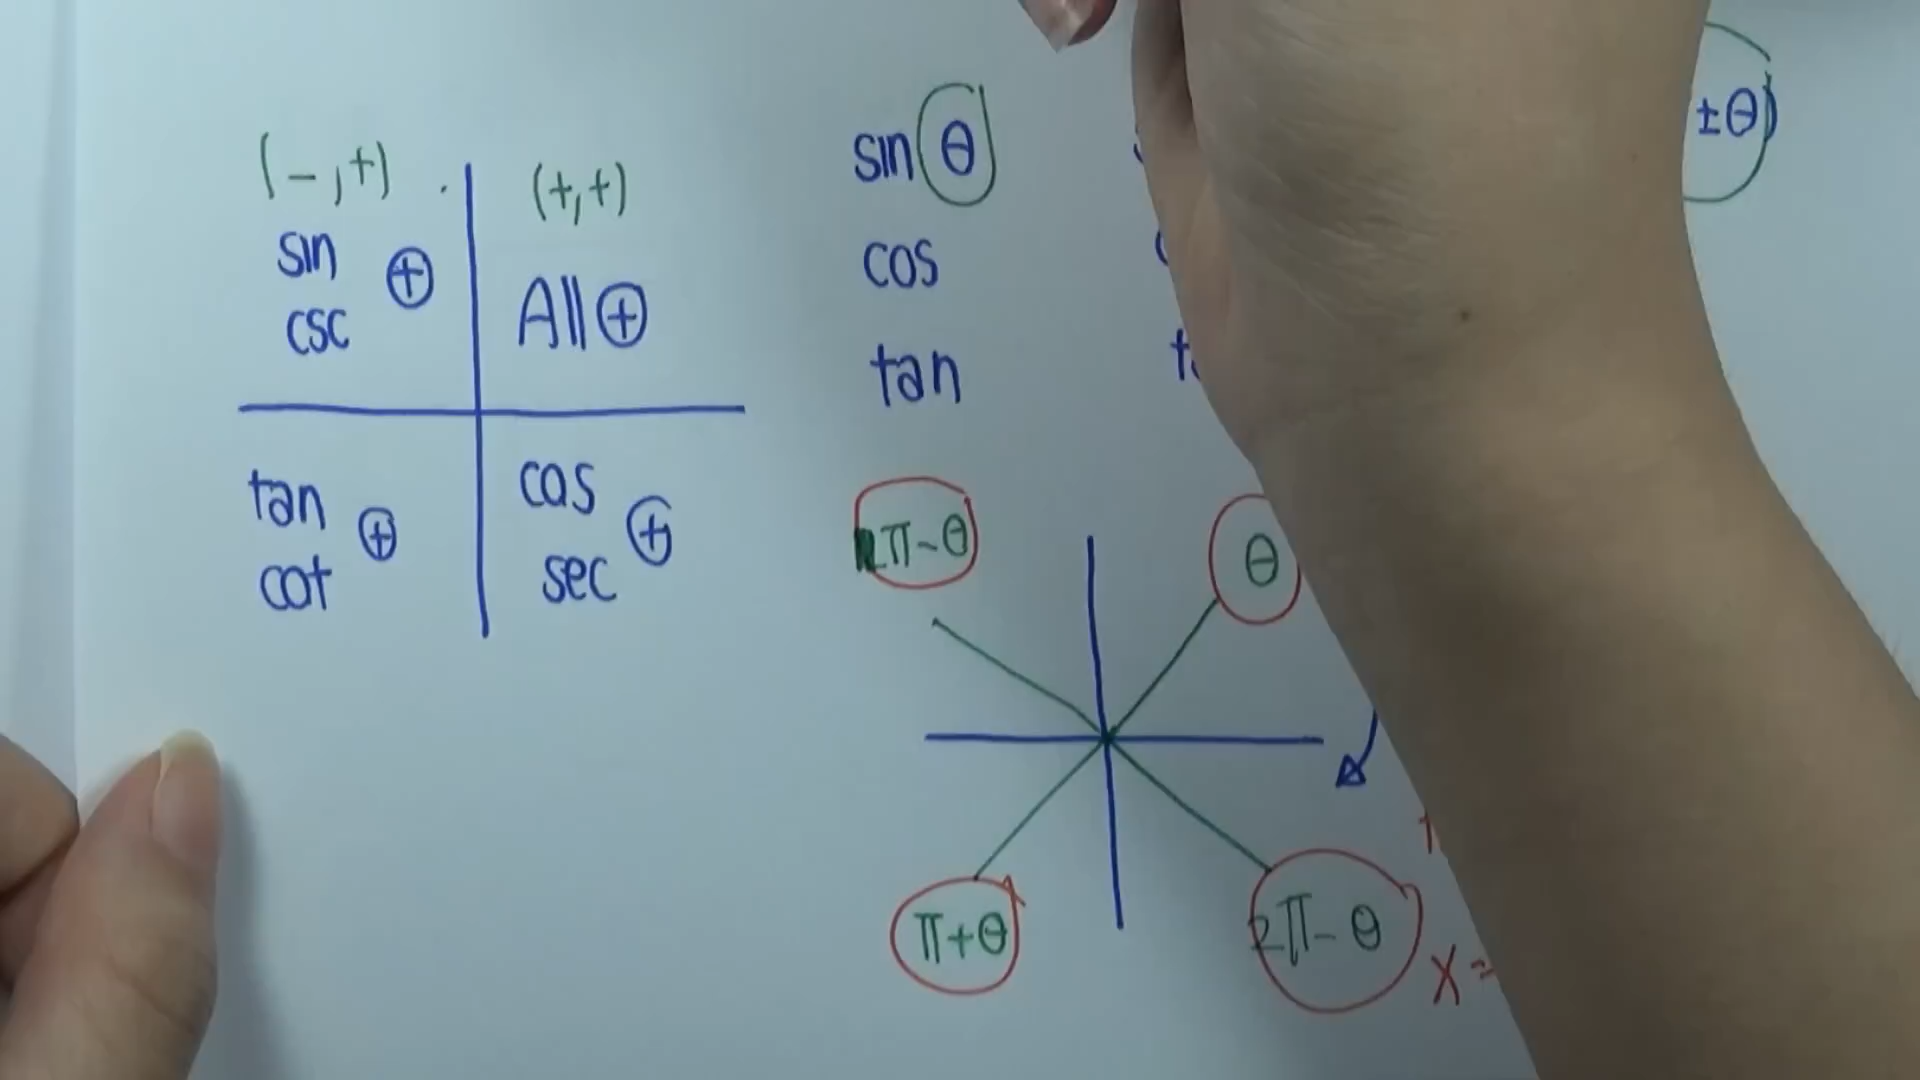 (-,+)
(+,+)
sin
csc
+
All +
tan
cot
+
cos
sec
+
sin θ
cos
tan
±θ)
π-θ
θ
π+θ
2π-θ
x=